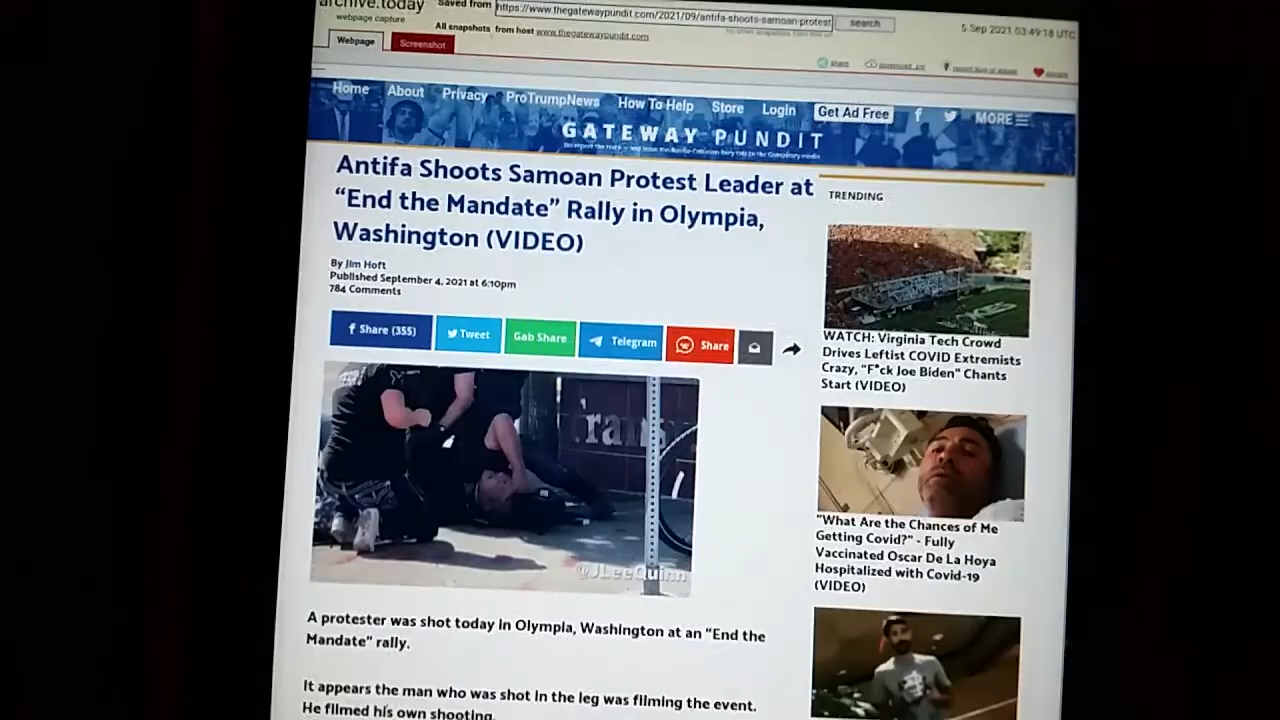 archive.today
webpage capture
Saved from https://www.thegatewaypundit.com/2021/09/antifa-shoots-samoan-protest search 5 Sep 2021 03:49:18 UTC
All snapshots from host www.thegatewaypundit.com
Webpage Screenshot
Home About Privacy ProTrumpNews How To Help Store Login Get Ad Free MORE
GATEWAY PUNDIT
Antifa Shoots Samoan Protest Leader at
“End the Mandate” Rally in Olympia,
Washington (VIDEO)
By Jim Hoft
Published September 4, 2021 at 6:10pm
784 Comments
Share (355) Tweet Gab Share Telegram Share
Trans
@JLeeQuinn
A protester was shot today in Olympia, Washington at an “End the
Mandate” rally.
It appears the man who was shot in the leg was filming the event.
He filmed his own shooting.
TRENDING
WATCH: Virginia Tech Crowd
Drives Leftist COVID Extremists
Crazy, “F*ck Joe Biden” Chants
Start (VIDEO)
"What Are the Chances of Me
Getting Covid?" - Fully
Vaccinated Oscar De La Hoya
Hospitalized with Covid-19
(VIDEO)